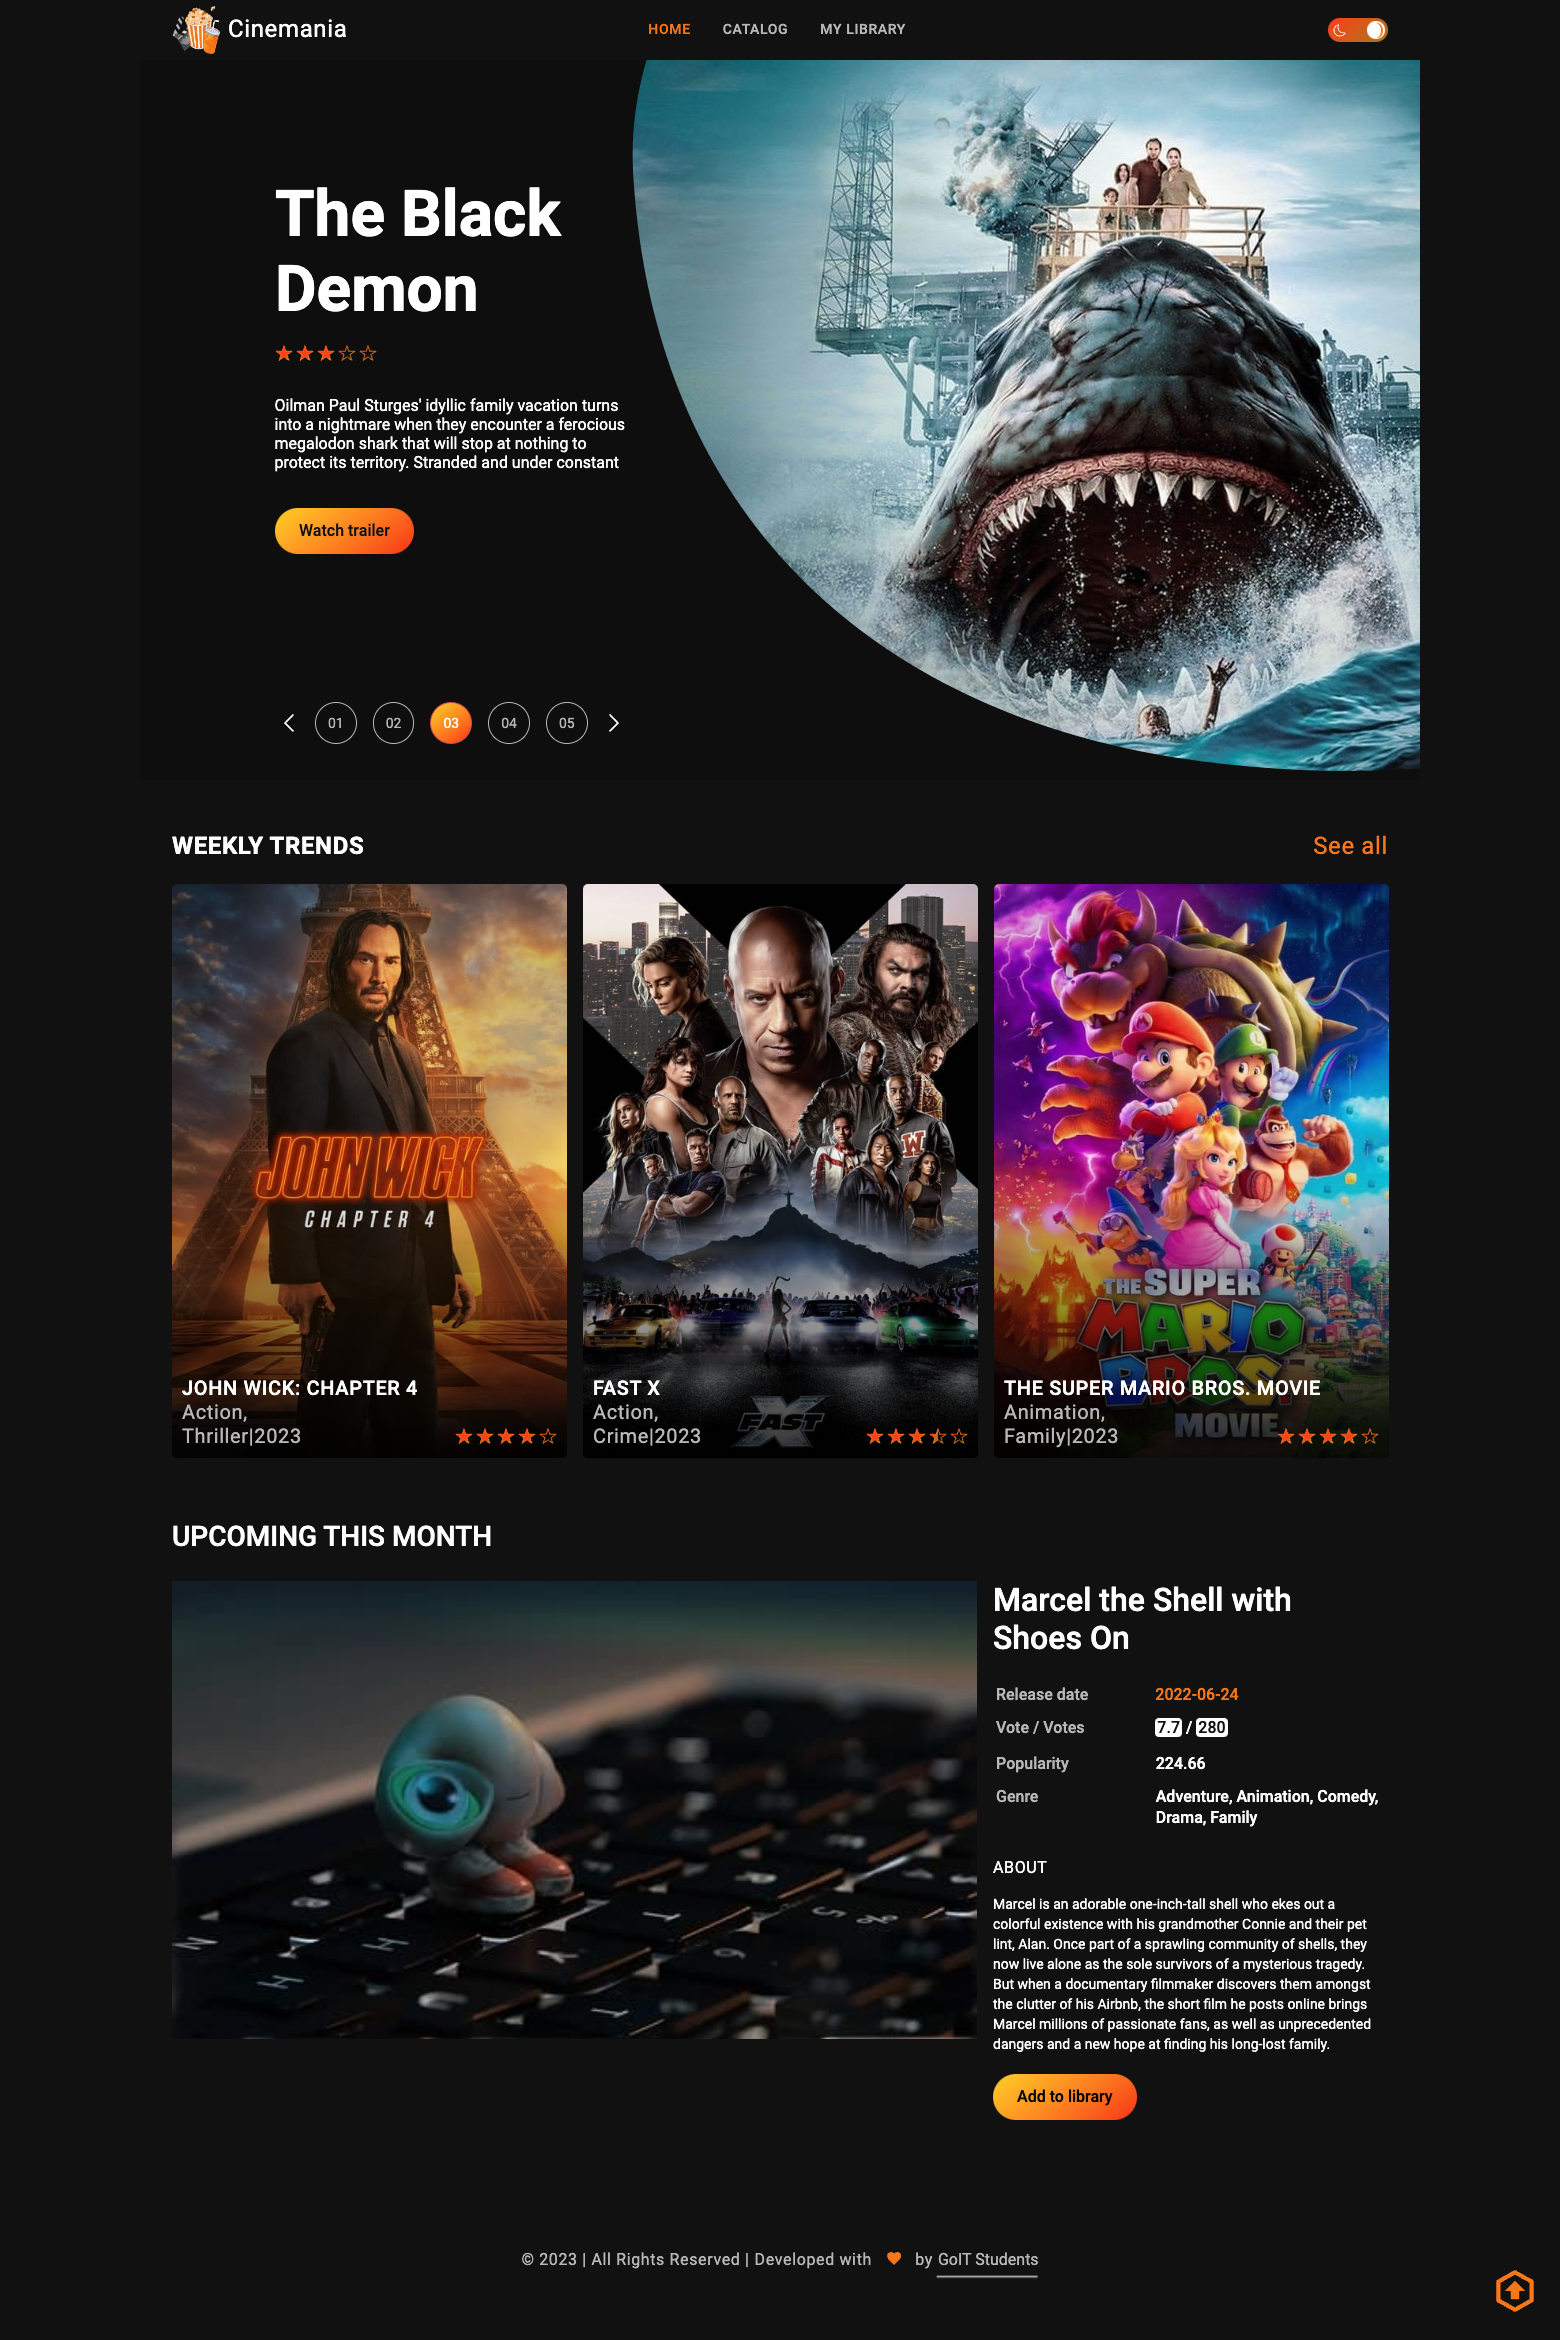 Cinemania
HOME
CATALOG
MY LIBRARY
The Black
Demon
Oilman Paul Sturges' idyllic family vacation turns
into a nightmare when they encounter a ferocious
megalodon shark that will stop at nothing to
protect its territory. Stranded and under constant
Watch trailer
01
02
03
04
05
WEEKLY TRENDS
See all
JOHN WICK
CHAPTER 4
JOHN WICK: CHAPTER 4
Action,
Thriller|2023
W
FAST X
FAST X
Action,
Crime|2023
THE SUPER
MARIO
BROS.
MOVIE
THE SUPER MARIO BROS. MOVIE
Animation,
Family|2023
UPCOMING THIS MONTH
Marcel the Shell with
Shoes On
Release date 2022-06-24
Vote / Votes 7.7 / 280
Popularity 224.66
Genre Adventure, Animation, Comedy,
Drama, Family
ABOUT
Marcel is an adorable one-inch-tall shell who ekes out a
colorful existence with his grandmother Connie and their pet
lint, Alan. Once part of a sprawling community of shells, they
now live alone as the sole survivors of a mysterious tragedy.
But when a documentary filmmaker discovers them amongst
the clutter of his Airbnb, the short film he posts online brings
Marcel millions of passionate fans, as well as unprecedented
dangers and a new hope at finding his long-lost family.
Add to library
© 2023 | All Rights Reserved | Developed with by GoIT Students